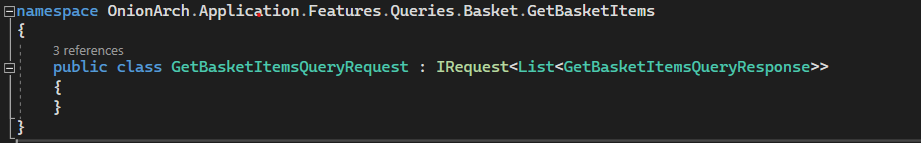 namespace OnionArch.Application.Features.Queries.Basket.GetBasketItems
{
3 references
public class GetBasketItemsQueryRequest : IRequest<List<GetBasketItemsQueryResponse>>
{
}
}